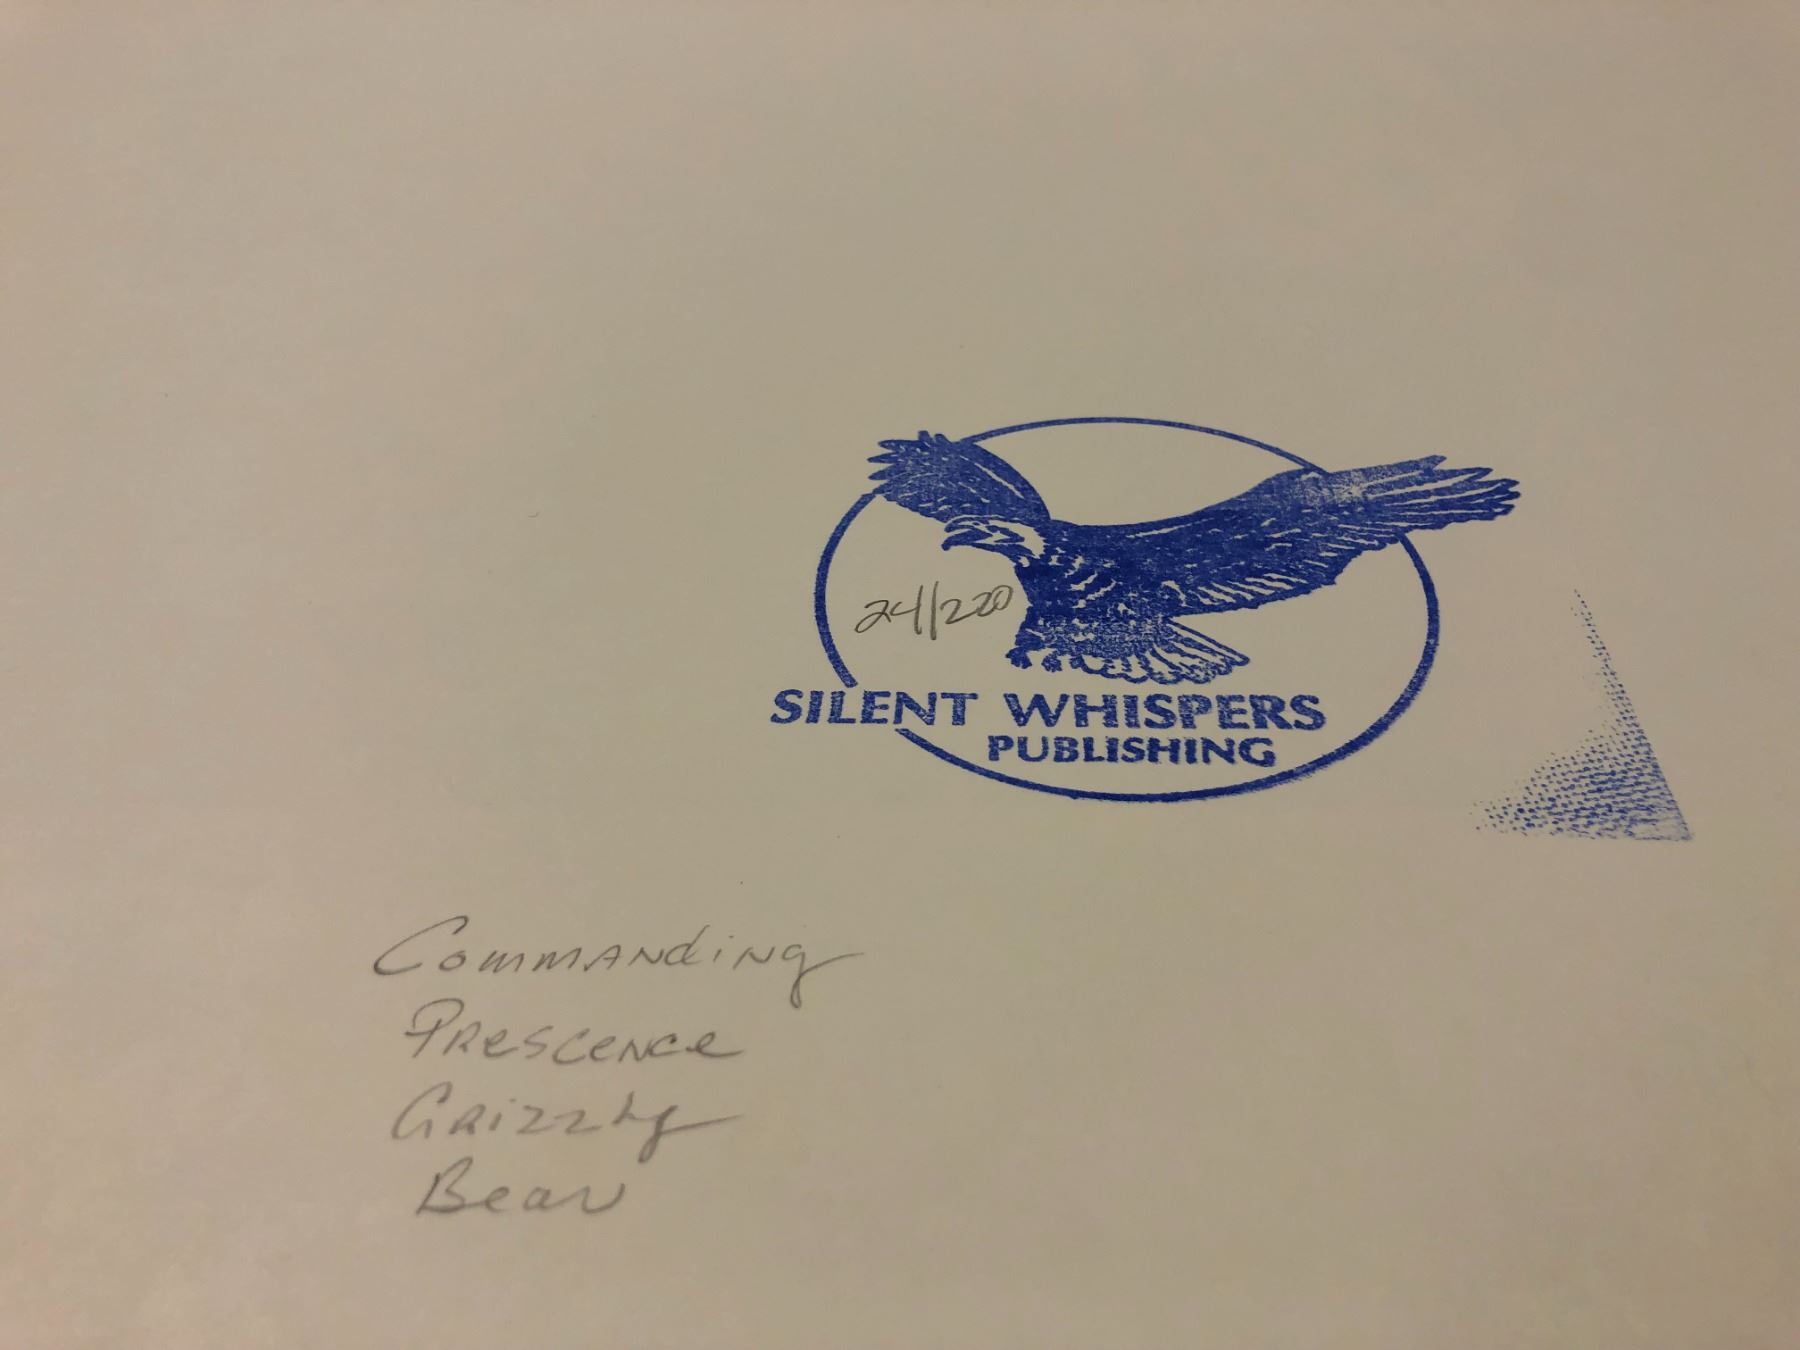 24/220
SILENT WHISPERS
PUBLISHING
Commanding
Prescence
Grizzly
Bear